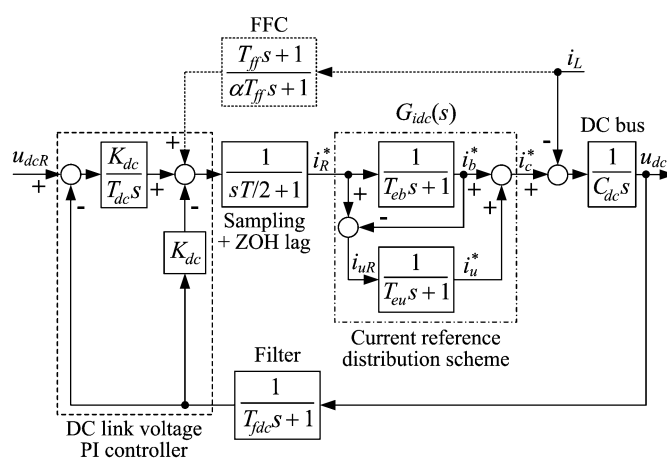 FFC
T_ff s + 1
αT_ff s + 1
i_L
G_idc(s)
DC bus
u_dcR
+
-
K_dc
T_dc s
+
+
-
1
sT/2 + 1
i_R^*
Sampling
+ ZOH lag
+
1
T_eb s + 1
i_b^*
+
i_c^*
+
-
1
C_dc s
u_dc
-
+
K_dc
i_uR
1
T_eu s + 1
i_u^*
Current reference
distribution scheme
Filter
1
T_fdc s + 1
DC link voltage
PI controller